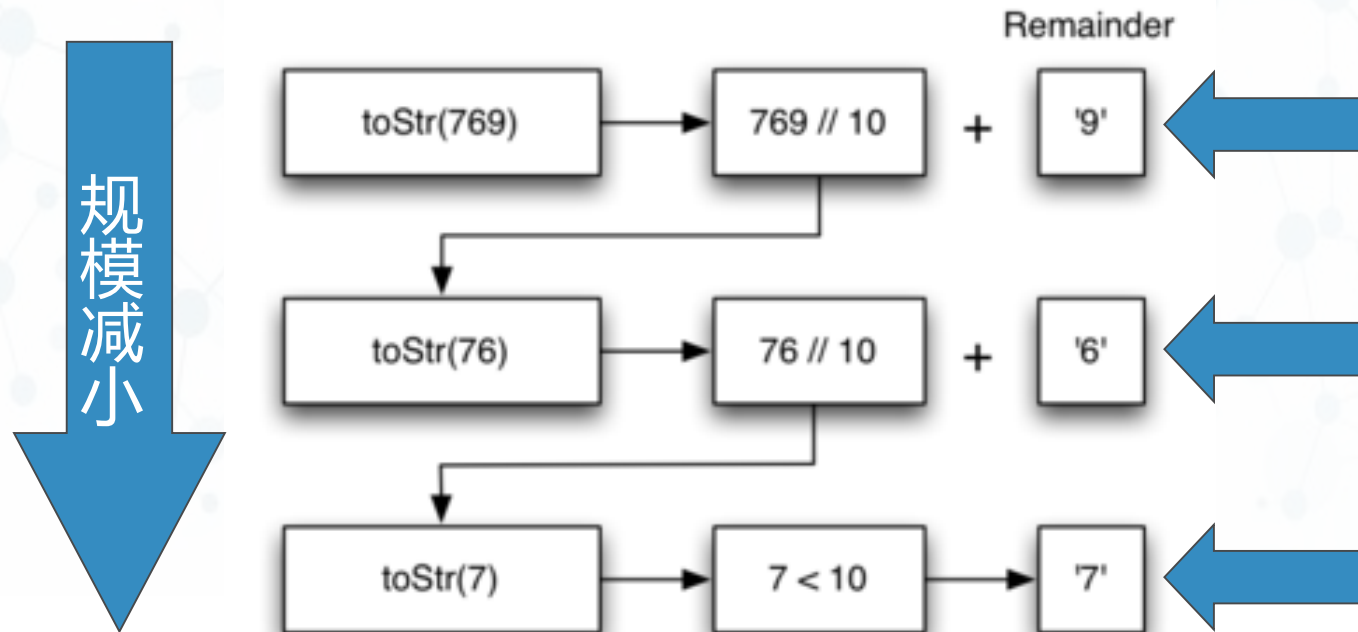 Remainder
规模减小
toStr(769) 769 // 10 + '9'
toStr(76) 76 // 10 + '6'
toStr(7) 7 < 10 '7'